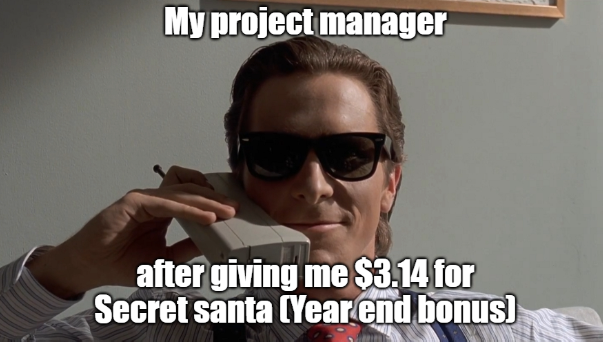 My project manager
after giving me $3.14 for
Secret santa (Year end bonus)